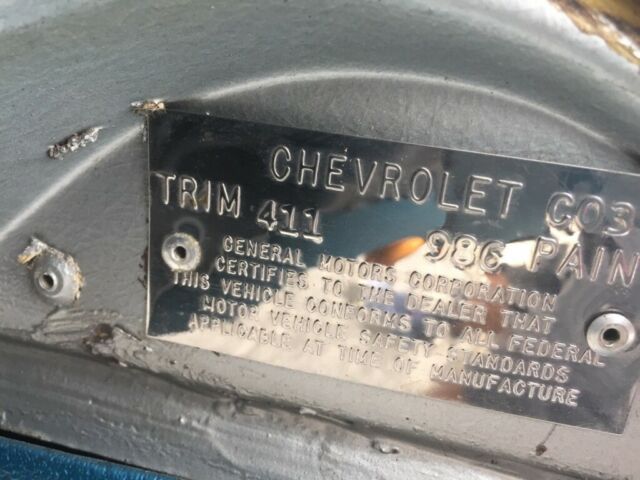 CHEVROLET CO3
TRIM 411 986 PAIN
GENERAL MOTORS CORPORATION
CERTIFIES TO THE DEALER THAT
THIS VEHICLE CONFORMS TO ALL FEDERAL
MOTOR VEHICLE SAFETY STANDARDS
APPLICABLE AT TIME OF MANUFACTURE